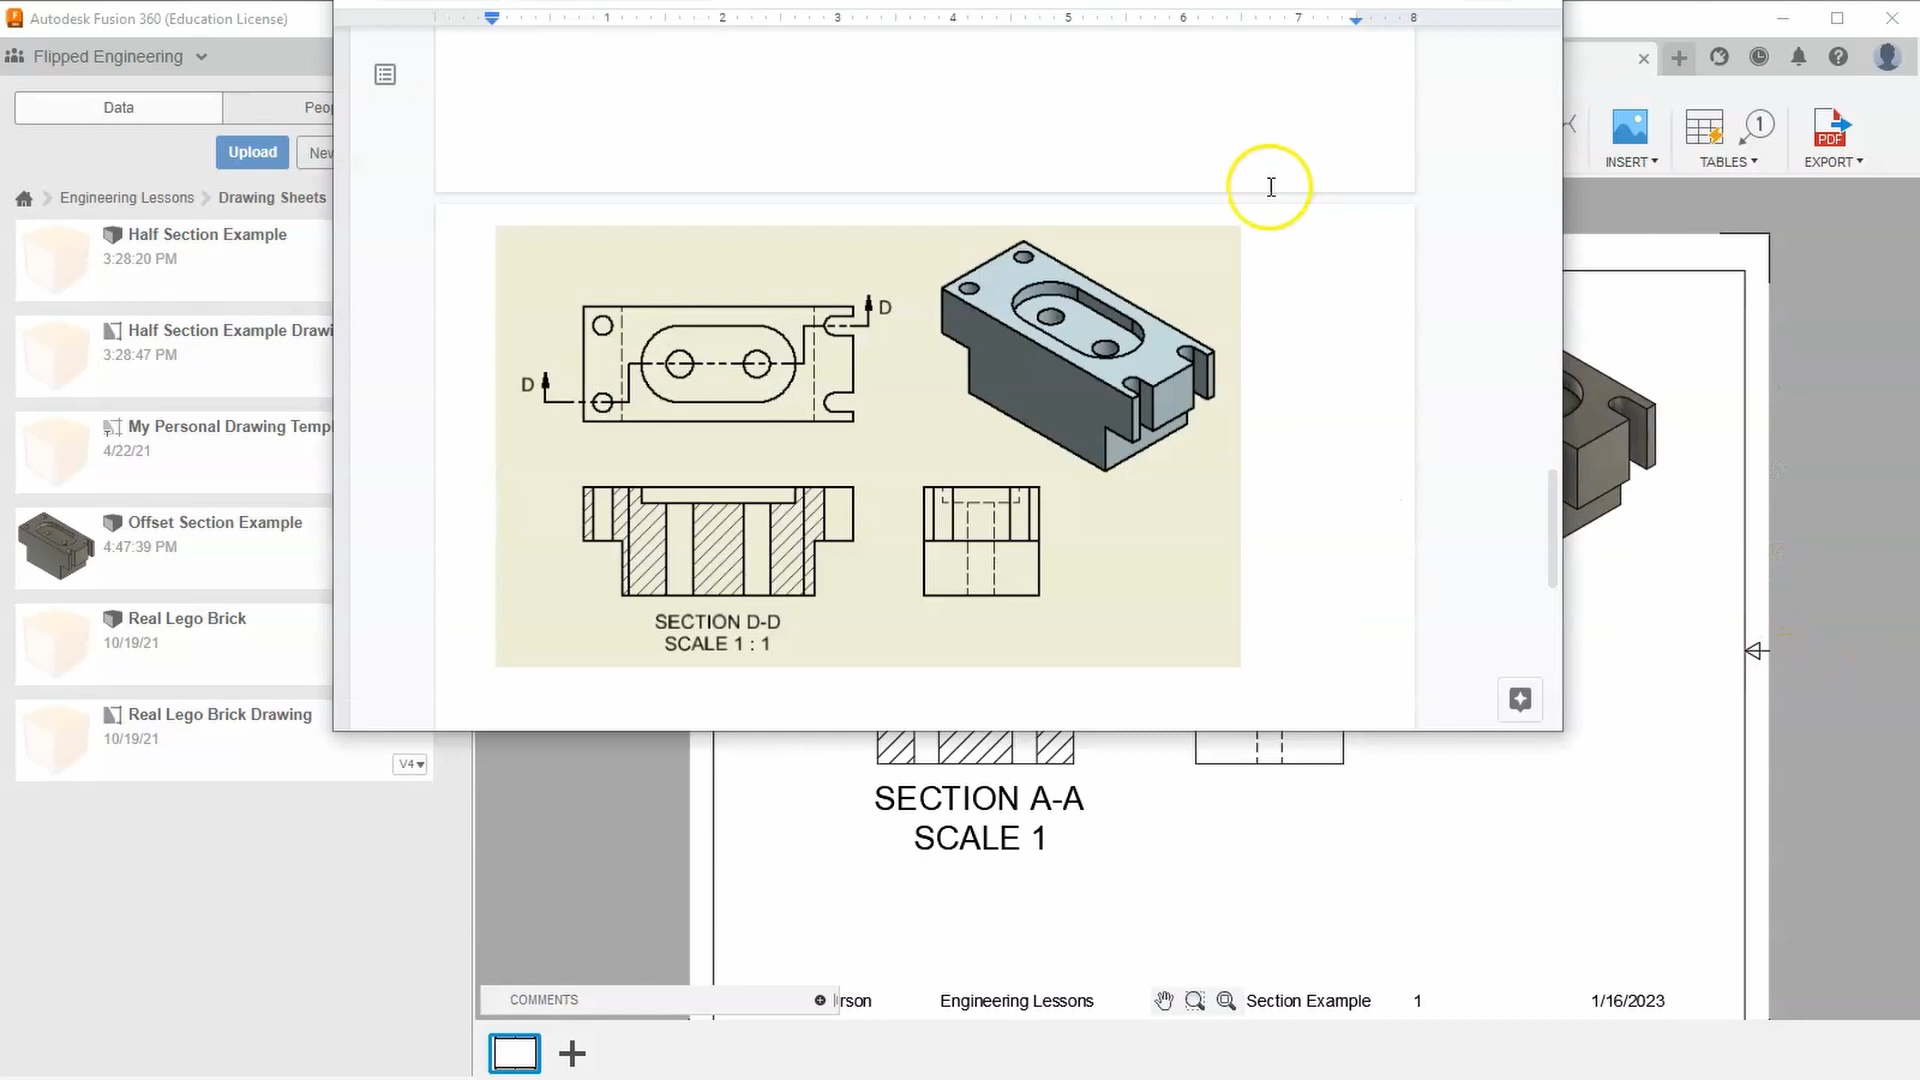 Autodesk Fusion 360 (Education License)
Flipped Engineering
Data
Peop
Upload
New
Engineering Lessons
Drawing Sheets
Half Section Example
3:28:20 PM
Half Section Example Drawi
3:28:47 PM
My Personal Drawing Temp
4/22/21
Offset Section Example
4:47:39 PM
Real Lego Brick
10/19/21
Real Lego Brick Drawing
10/19/21
V4
1 2 3 4 5 6 7 8
D
D
SECTION D-D
SCALE 1 : 1
1
INSERT
TABLES
EXPORT
PDF
SECTION A-A
SCALE 1
COMMENTS
rson
Engineering Lessons
Section Example
1
1/16/2023